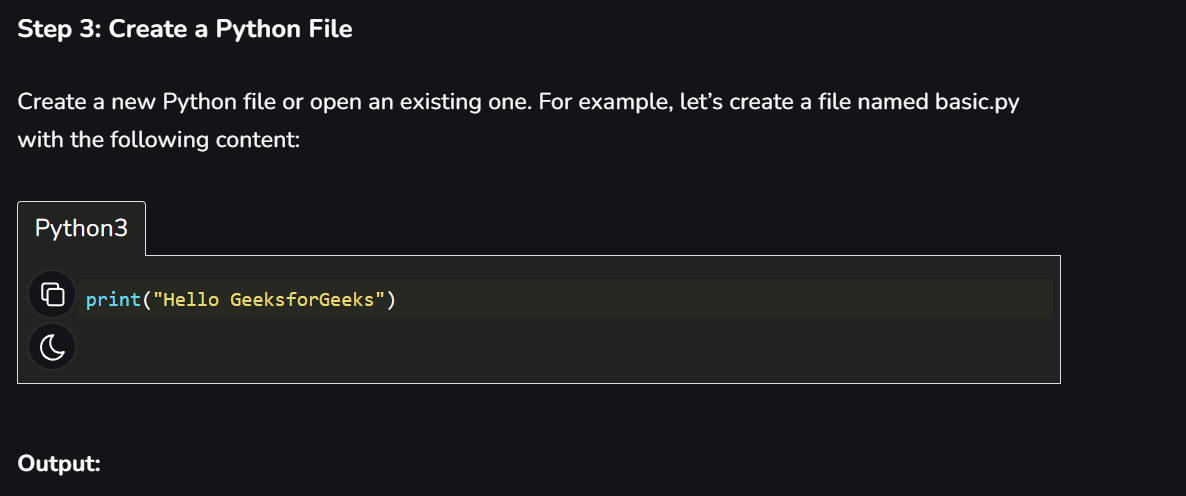 Step 3: Create a Python File
Create a new Python file or open an existing one. For example, let’s create a file named basic.py
with the following content:
Python3
print("Hello GeeksforGeeks")
Output: